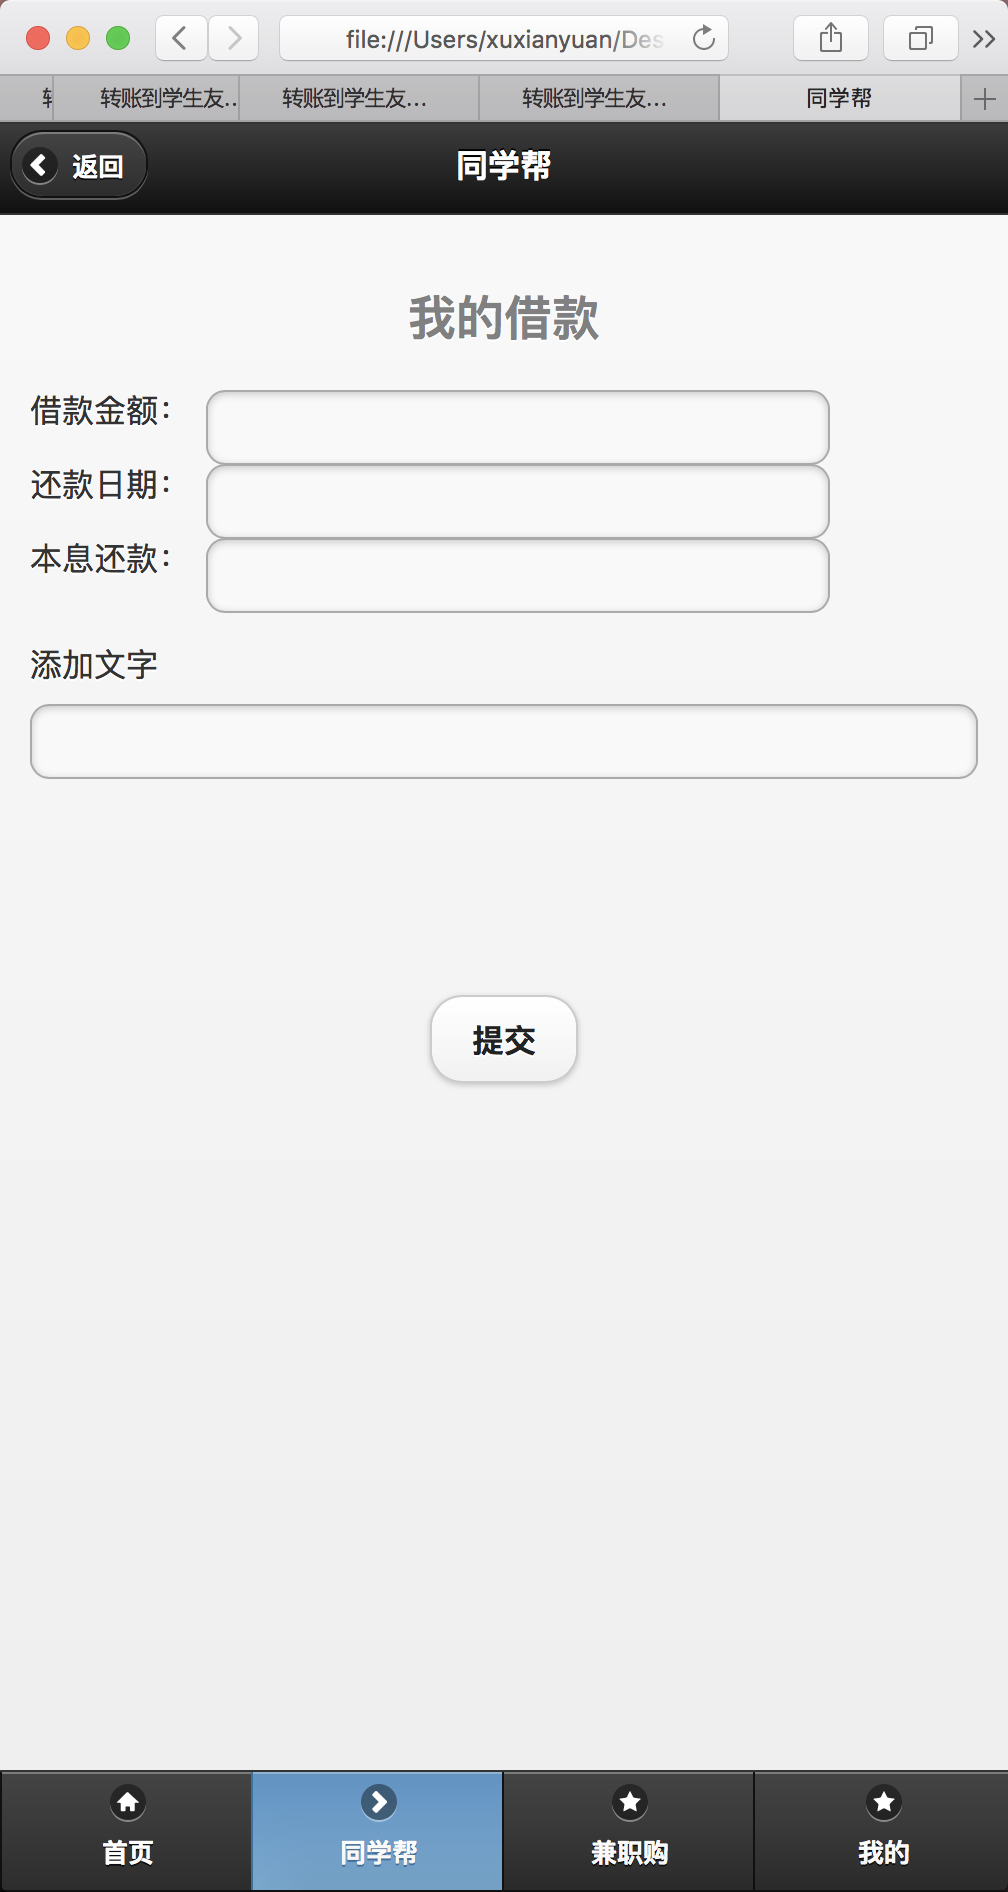 file:///Users/xuxianyuan/Des
转账到学生友...
转账到学生友...
转账到学生友...
同学帮
返回
同学帮
我的借款
借款金额：
还款日期：
本息还款：
添加文字
提交
首页
同学帮
兼职购
我的